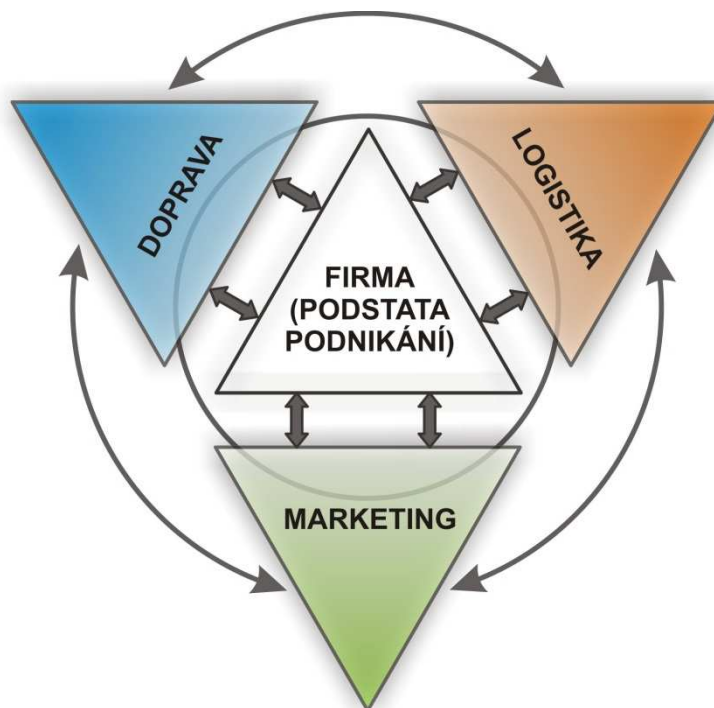 DOPRAVA
LOGISTIKA
FIRMA
(PODSTATA
PODNIKÁNÍ)
MARKETING